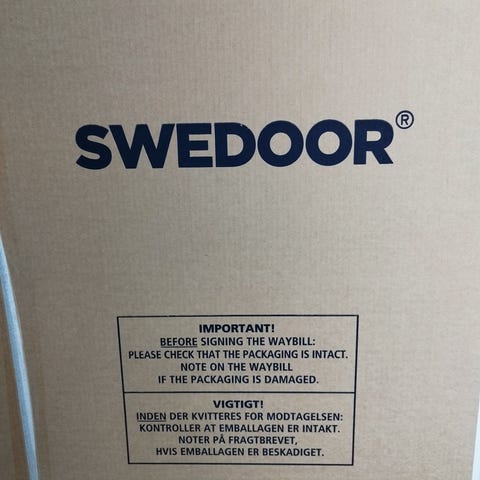 SWEDOOR®
IMPORTANT!
BEFORE SIGNING THE WAYBILL:
PLEASE CHECK THAT THE PACKAGING IS INTACT.
NOTE ON THE WAYBILL
IF THE PACKAGING IS DAMAGED.
VIGTIGT!
INDEN DER KVITTERES FOR MODTAGELSEN:
KONTROLLER AT EMBALLAGEN ER INTAKT.
NOTER PÅ FRAGTBREVET,
HVIS EMBALLAGEN ER BESKADIGET.